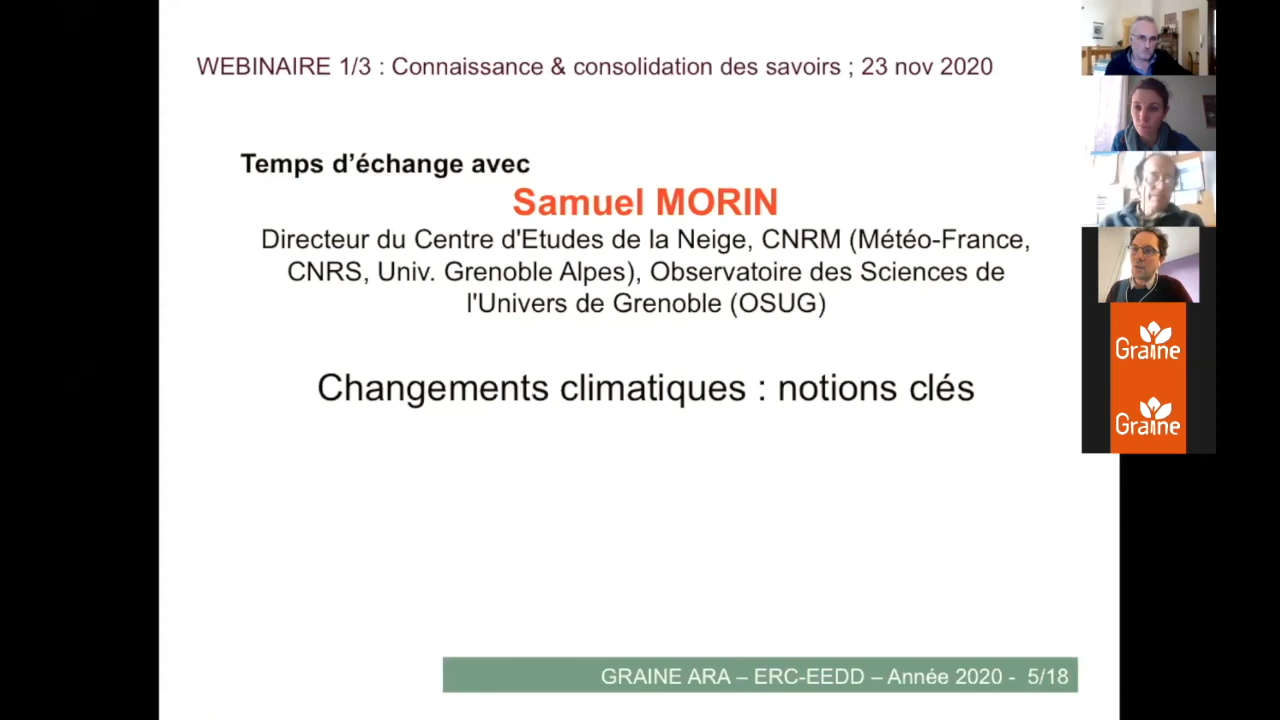 WEBINAIRE 1/3 : Connaissance & consolidation des savoirs ; 23 nov 2020
Temps d’échange avec
Samuel MORIN
Directeur du Centre d'Etudes de la Neige, CNRM (Météo-France,
CNRS, Univ. Grenoble Alpes), Observatoire des Sciences de
l'Univers de Grenoble (OSUG)
Changements climatiques : notions clés
GRAINE ARA – ERC-EEDD – Année 2020 - 5/18
Graine
Graine